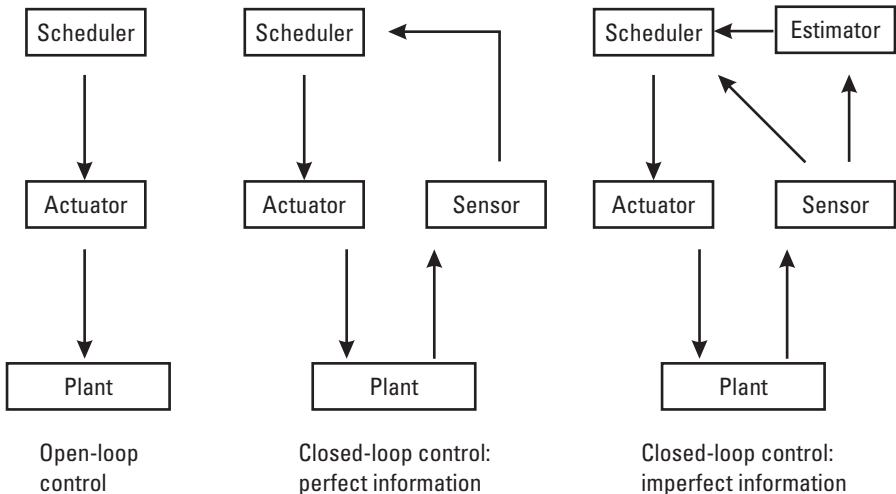 Scheduler
Actuator
Plant
Open-loop
control
Scheduler
Actuator
Sensor
Plant
Closed-loop control:
perfect information
Scheduler
Estimator
Actuator
Sensor
Plant
Closed-loop control:
imperfect information